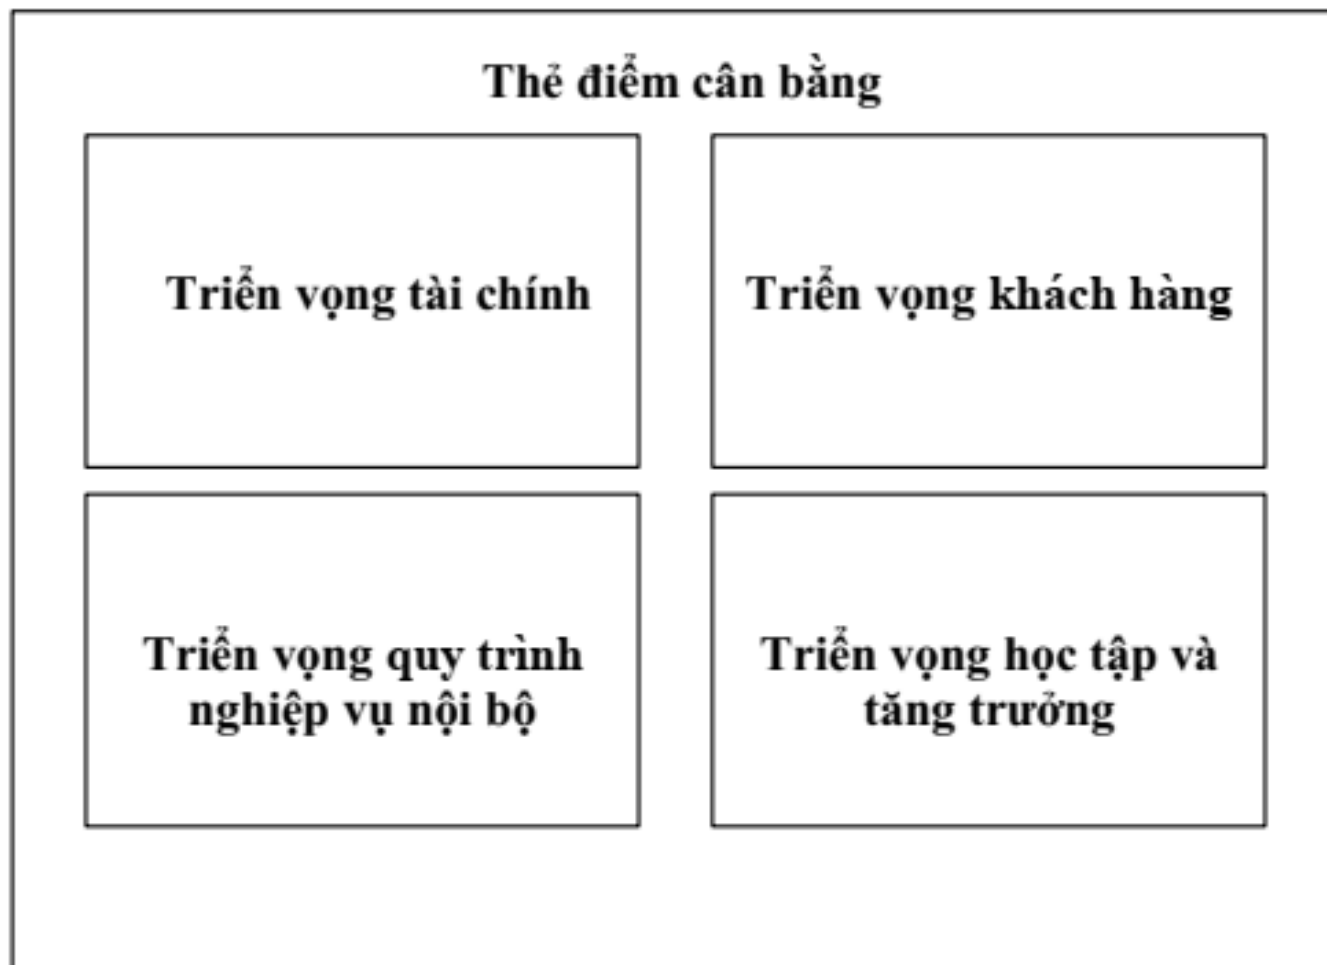 Thẻ điểm cân bằng
Triển vọng tài chính
Triển vọng khách hàng
Triển vọng quy trình
nghiệp vụ nội bộ
Triển vọng học tập và
tăng trưởng